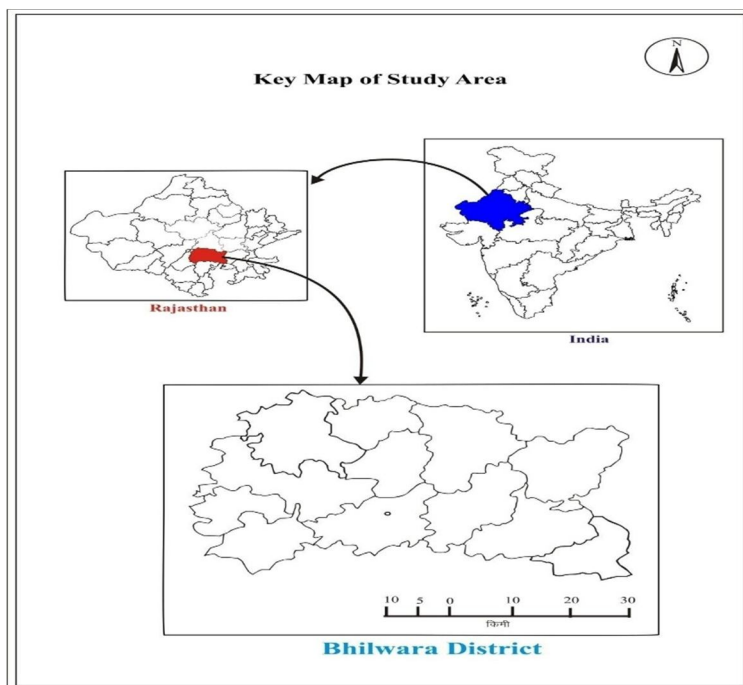 N
Key Map of Study Area
Rajasthan
India
10 5 0 10 20 30
किमी
Bhilwara District